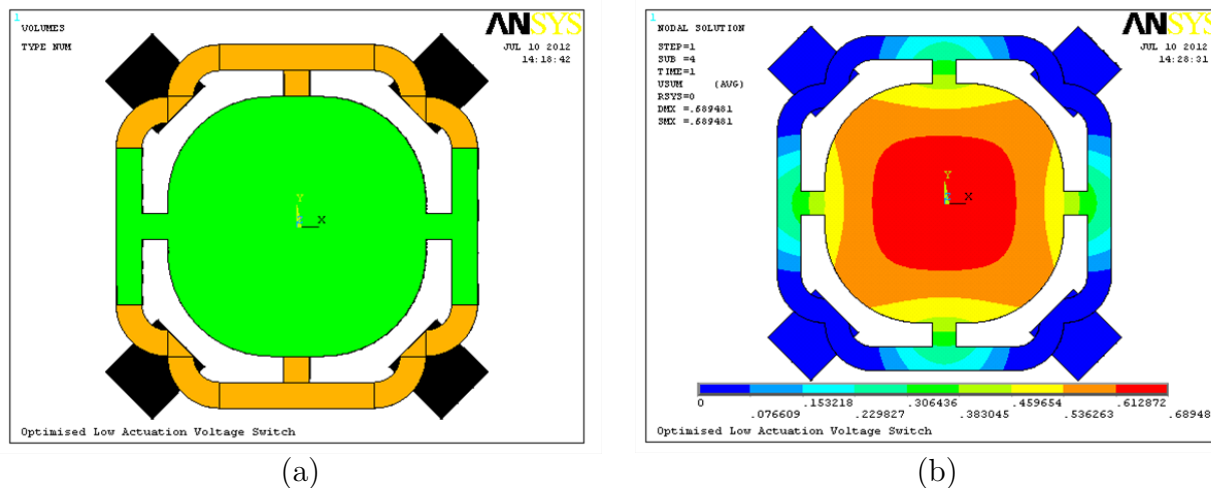 1
VOLUMES
TYPE NUM
ANSYS
JUL 10 2012
14:18:42
Y
Z
X
Optimised Low Actuation Voltage Switch
(a)
1
NODAL SOLUTION
STEP=1
SUB =4
TIME=1
USUM (AVG)
RSYS=0
DMX =.689481
SMX =.689481
ANSYS
JUL 10 2012
14:28:31
Y
X
0 .153218 .306436 .459654 .612872
.076609 .229827 .383045 .536263 .68948
Optimised Low Actuation Voltage Switch
(b)